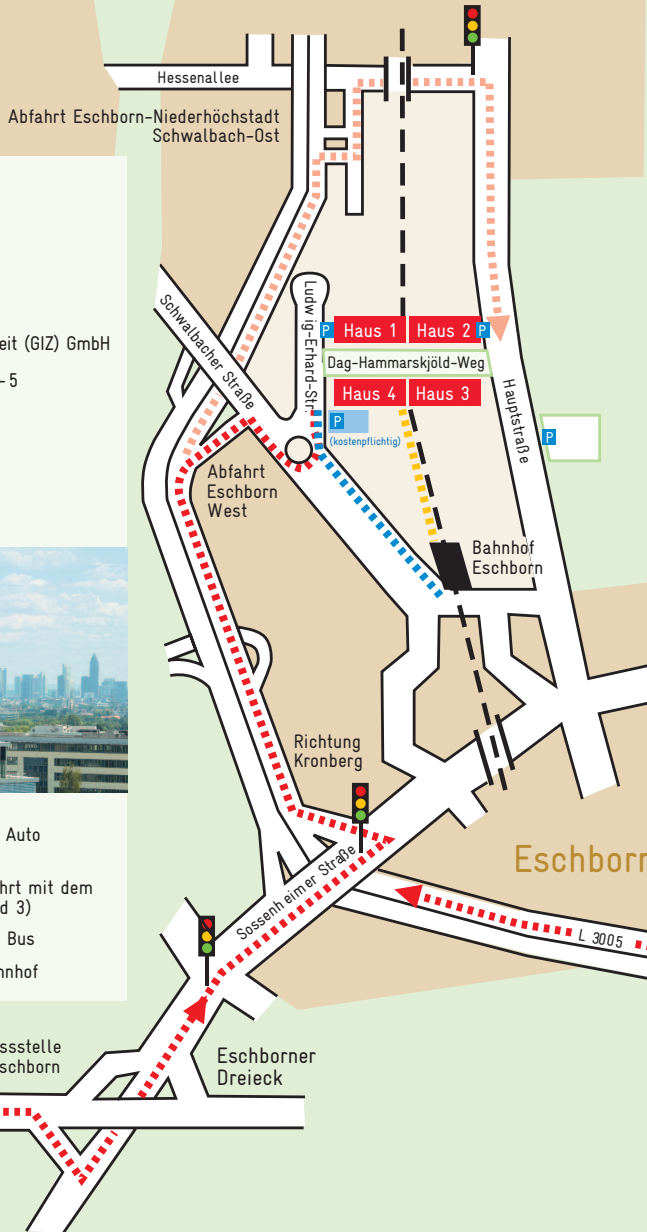 Hessenallee
Abfahrt Eschborn-Niederhöchstadt
Schwalbach-Ost
eit (GIZ) GmbH
- 5
Schwalbacher Straße
Ludwig-Erhard-Str.
P
Haus 1
Haus 2
P
Dag-Hammarskjöld-Weg
Haus 4
Haus 3
P
(kostenpflichtig)
Hauptstraße
P
Abfahrt
Eschborn
West
Bahnhof
Eschborn
Richtung
Kronberg
Auto
hrt mit dem
d 3)
Bus
nhof
Eschborn
Sossenheimer Straße
L 3005
ssstelle
schborn
Eschborner
Dreieck